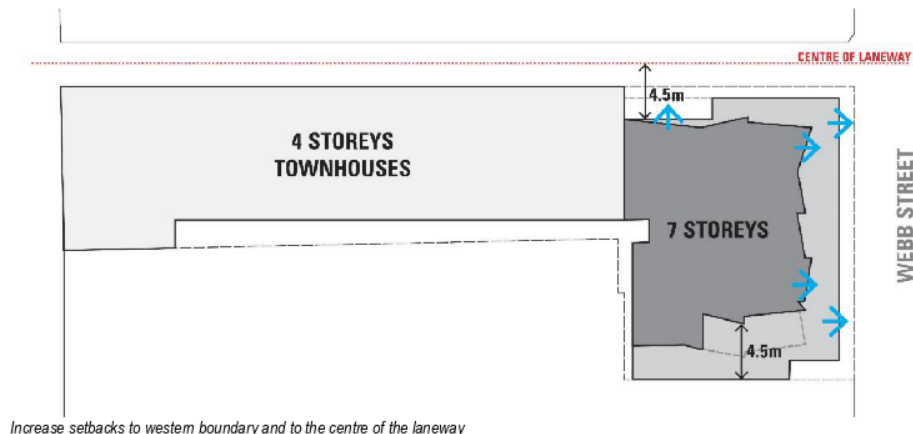 CENTRE OF LANEWAY
4.5m
4 STOREYS
TOWNHOUSES
7 STOREYS
WEBB STREET
4.5m
Increase setbacks to western boundary and to the centre of the laneway